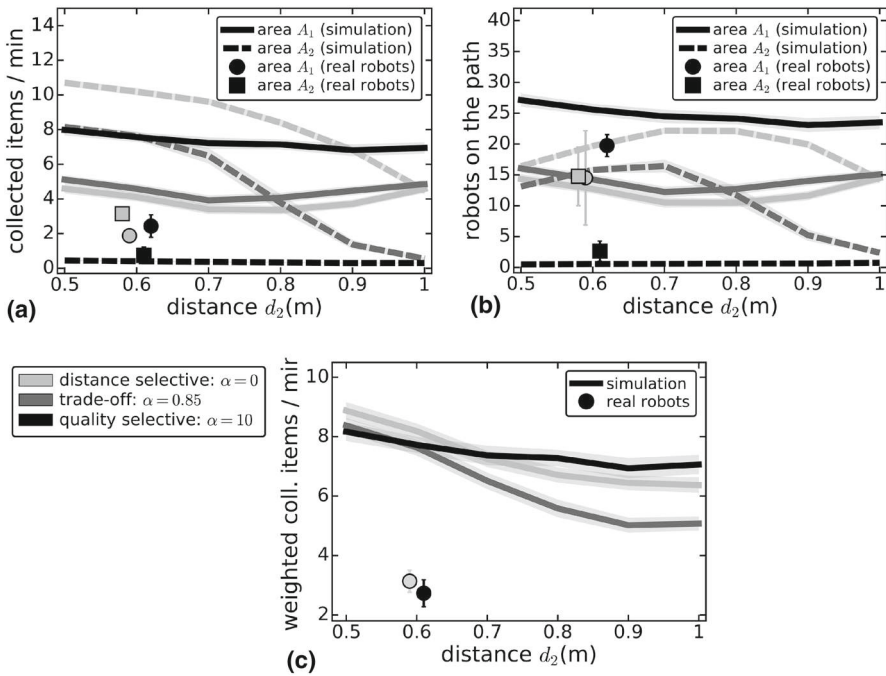 14
12
10
8
6
4
2
0
collected items / min
area A₁ (simulation)
area A₂ (simulation)
area A₁ (real robots)
area A₂ (real robots)
0.5 0.6 0.7 0.8 0.9 1
distance d₂(m)
(a)
40
35
30
25
20
15
10
5
0
robots on the path
area A₁ (simulation)
area A₂ (simulation)
area A₁ (real robots)
area A₂ (real robots)
0.5 0.6 0.7 0.8 0.9 1
distance d₂(m)
(b)
distance selective: α = 0
trade-off: α = 0.85
quality selective: α = 10
10
8
6
4
2
weighted coll. items / min
simulation
real robots
0.5 0.6 0.7 0.8 0.9 1
distance d₂(m)
(c)